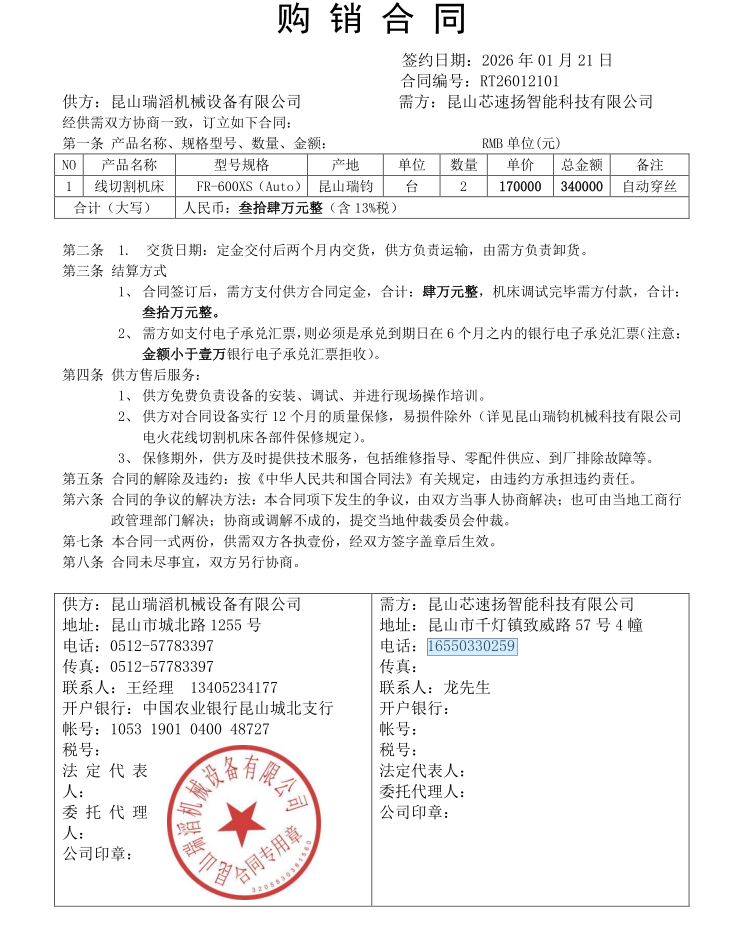 购 销 合 同
签约日期：2026 年 01 月 21 日
合同编号：RT26012101
供方：昆山瑞滔机械设备有限公司 需方：昆山芯速扬智能科技有限公司
经供需双方协商一致，订立如下合同：
第一条 产品名称、规格型号、数量、金额： RMB 单位(元)
NO 产品名称 型号规格 产地 单位 数量 单价 总金额 备注
1 线切割机床 FR-600XS（Auto） 昆山瑞钧 台 2 170000 340000 自动穿丝
合计（大写） 人民币：叁拾肆万元整（含 13%税）
第二条 1. 交货日期：定金交付后两个月内交货，供方负责运输，由需方负责卸货。
第三条 结算方式
1、 合同签订后，需方支付供方合同定金，合计：肆万元整，机床调试完毕需方付款，合计：
叁拾万元整。
2、 需方如支付电子承兑汇票，则必须是承兑到期日在 6 个月之内的银行电子承兑汇票（注意：
金额小于壹万银行电子承兑汇票拒收）。
第四条 供方售后服务：
1、 供方免费负责设备的安装、调试、并进行现场操作培训。
2、 供方对合同设备实行 12 个月的质量保修，易损件除外（详见昆山瑞钧机械科技有限公司
电火花线切割机床各部件保修规定）。
3、 保修期外，供方及时提供技术服务，包括维修指导、零配件供应、到厂排除故障等。
第五条 合同的解除及违约：按《中华人民共和国合同法》有关规定，由违约方承担违约责任。
第六条 合同的争议的解决方法：本合同项下发生的争议，由双方当事人协商解决；也可由当地工商行
政管理部门解决；协商或调解不成的，提交当地仲裁委员会仲裁。
第七条 本合同一式两份，供需双方各执壹份，经双方签字盖章后生效。
第八条 合同未尽事宜，双方另行协商。
供方：昆山瑞滔机械设备有限公司
地址：昆山市城北路 1255 号
电话：0512-57783397
传真：0512-57783397
联系人：王经理 13405234177
开户银行：中国农业银行昆山城北支行
帐号：1053 1901 0400 48727
税号：
法 定 代 表
人：
委 托 代 理
人：
公司印章：
昆山瑞滔机械设备有限公司
合同专用章
3205830361560
需方：昆山芯速扬智能科技有限公司
地址：昆山市千灯镇致威路 57 号 4 幢
电话：16550330259
传真：
联系人：龙先生
开户银行：
帐号：
税号：
法定代表人：
委托代理人：
公司印章：